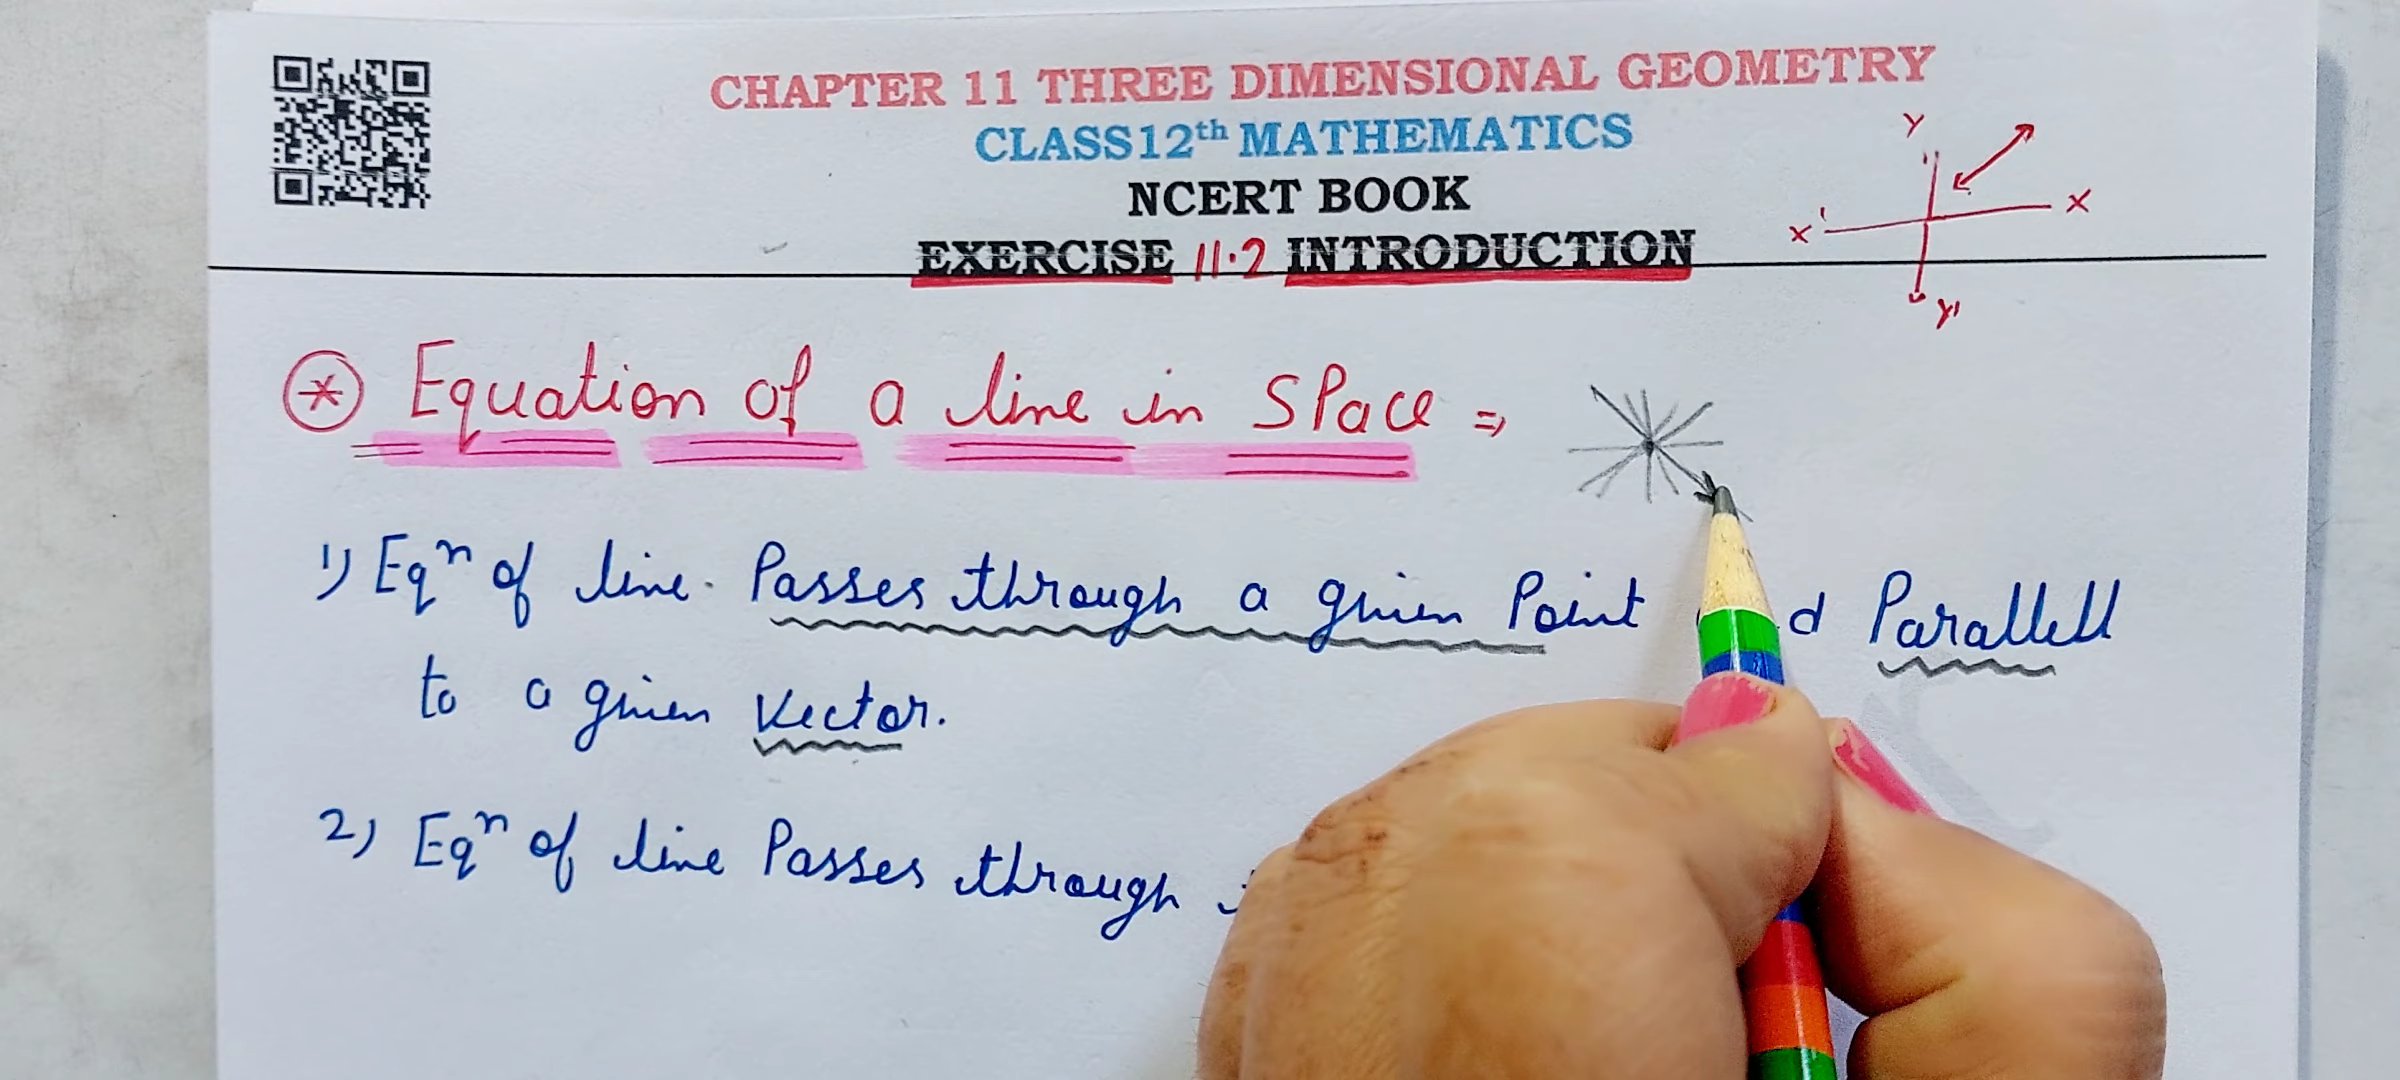 CHAPTER 11 THREE DIMENSIONAL GEOMETRY
CLASS 12th MATHEMATICS
NCERT BOOK
EXERCISE 11.2 INTRODUCTION
Y
X' X
Y'
* Equation of a line in SPace =>
1) Eqn of line. Passes through a given Point d Parallell
to a given Vector.
2) Eqn of line Passes through